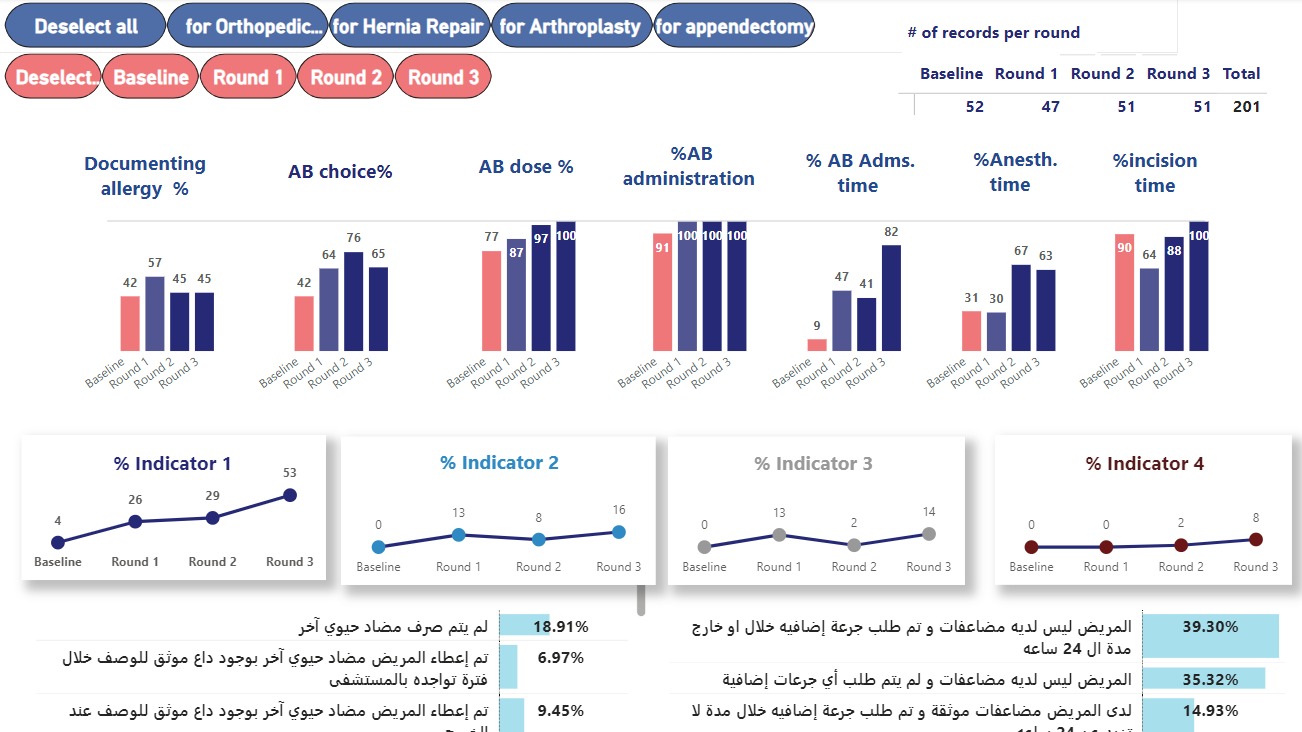 Deselect all
for Orthopedic...
for Hernia Repair
for Arthroplasty
for appendectomy
Deselect..
Baseline
Round 1
Round 2
Round 3
# of records per round
Baseline Round 1 Round 2 Round 3 Total
52 47 51 51 201
Documenting
allergy %
42 57 45 45
Baseline Round 1 Round 2 Round 3
AB choice%
42 64 76 65
Baseline Round 1 Round 2 Round 3
AB dose %
77 87 97 100
Baseline Round 1 Round 2 Round 3
%AB
administration
91 100 100 100
Baseline Round 1 Round 2 Round 3
% AB Adms.
time
9 47 41 82
Baseline Round 1 Round 2 Round 3
%Anesth.
time
31 30 67 63
Baseline Round 1 Round 2 Round 3
%incision
time
90 64 88 100
Baseline Round 1 Round 2 Round 3
% Indicator 1
4 26 29 53
Baseline Round 1 Round 2 Round 3
% Indicator 2
0 13 8 16
Baseline Round 1 Round 2 Round 3
% Indicator 3
0 13 2 14
Baseline Round 1 Round 2 Round 3
% Indicator 4
0 0 2 8
Baseline Round 1 Round 2 Round 3
لم يتم صرف مضاد حيوي آخر
18.91%
تم إعطاء المريض مضاد حيوي آخر بوجود داع موثق للوصف خلال
فترة تواجده بالمستشفى
6.97%
تم إعطاء المريض مضاد حيوي آخر بوجود داع موثق للوصف عند
9.45%
المريض ليس لديه مضاعفات و تم طلب جرعة إضافيه خلال او خارج
مدة ال 24 ساعه
39.30%
المريض ليس لديه مضاعفات و لم يتم طلب أي جرعات إضافية
35.32%
لدى المريض مضاعفات موثقة و تم طلب جرعة إضافيه خلال مدة لا
14.93%